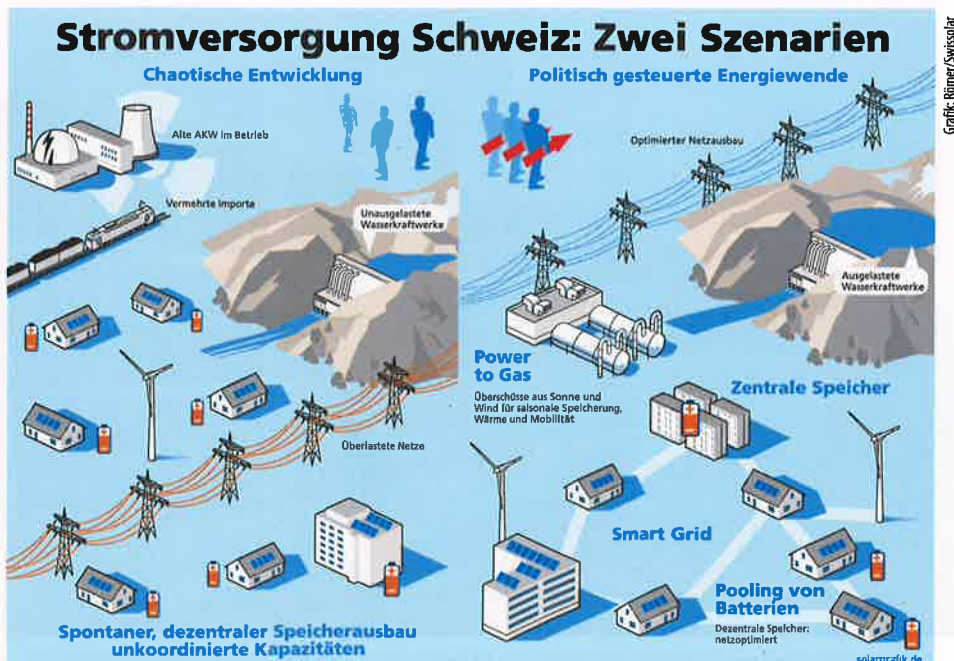 Stromversorgung Schweiz: Zwei Szenarien
Chaotische Entwicklung
Alte AKW im Betrieb
Vermehrte Importe
Unausgelastete
Wasserkraftwerke
Überlastete Netze
Spontaner, dezentraler Speicherausbau
unkoordinierte Kapazitäten
Politisch gesteuerte Energiewende
Optimierter Netzausbau
Ausgelastete
Wasserkraftwerke
Power
to Gas
Überschüsse aus Sonne und
Wind für saisonale Speicherung,
Wärme und Mobilität
Zentrale Speicher
Smart Grid
Pooling von
Batterien
Dezentrale Speicher:
netzoptimiert
solargrafik.de
Grafik: Römer/Swissolar